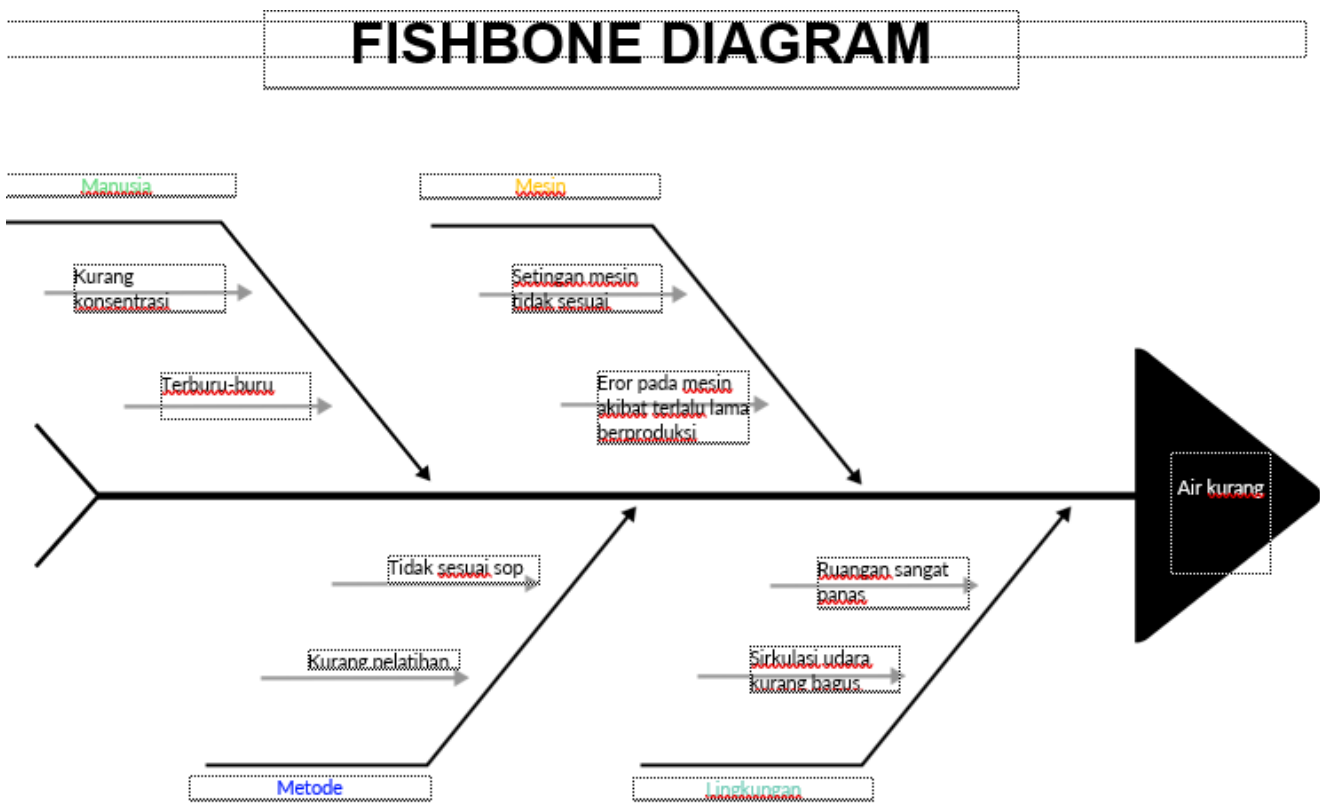 FISHBONE DIAGRAM
Manusia
Mesin
Kurang
konsentrasi
Setingan mesin
tidak sesuai
Terburu-buru
Eror pada mesin
akibat terlalu lama
berproduksi
Air kurang
Tidak sesuai sop
Ruangan sangat
panas
Kurang pelatihan
Sirkulasi udara
kurang bagus
Metode
Lingkungan